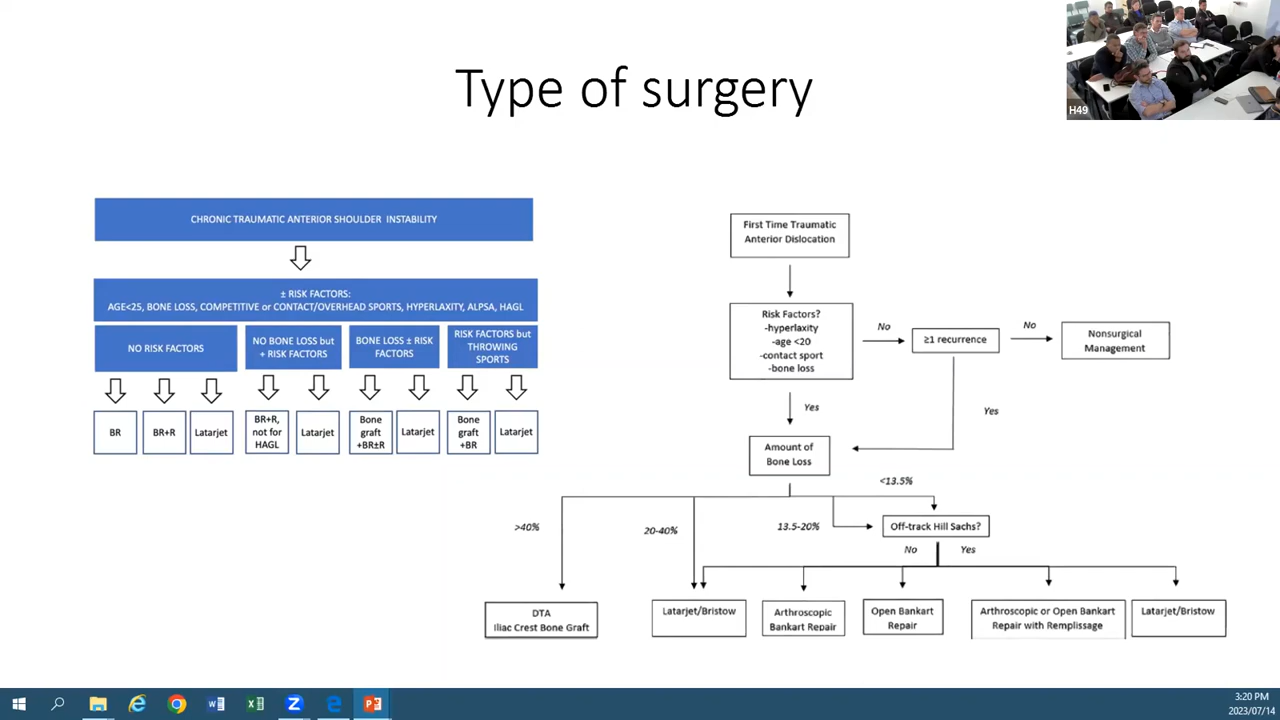 Type of surgery
H49
CHRONIC TRAUMATIC ANTERIOR SHOULDER INSTABILITY
± RISK FACTORS:
AGE<25, BONE LOSS, COMPETITIVE or CONTACT/OVERHEAD SPORTS, HYPERLAXITY, ALPSA, HAGL
NO RISK FACTORS
NO BONE LOSS but
+ RISK FACTORS
BONE LOSS ± RISK
FACTORS
RISK FACTORS but
THROWING
SPORTS
BR
BR+R
Latarjet
BR+R,
not for
HAGL
Latarjet
Bone
graft
+BR±R
Latarjet
Bone
graft
+BR
Latarjet
First Time Traumatic
Anterior Dislocation
Risk Factors?
-hyperlaxity
-age <20
-contact sport
-bone loss
No
≥1 recurrence
No
Nonsurgical
Management
Yes
Yes
Amount of
Bone Loss
<13.5%
>40%
20-40%
13.5-20%
Off-track Hill Sachs?
No
Yes
DTA
Iliac Crest Bone Graft
Latarjet/Bristow
Arthroscopic
Bankart Repair
Open Bankart
Repair
Arthroscopic or Open Bankart
Repair with Remplissage
Latarjet/Bristow
3:20 PM
2023/07/14